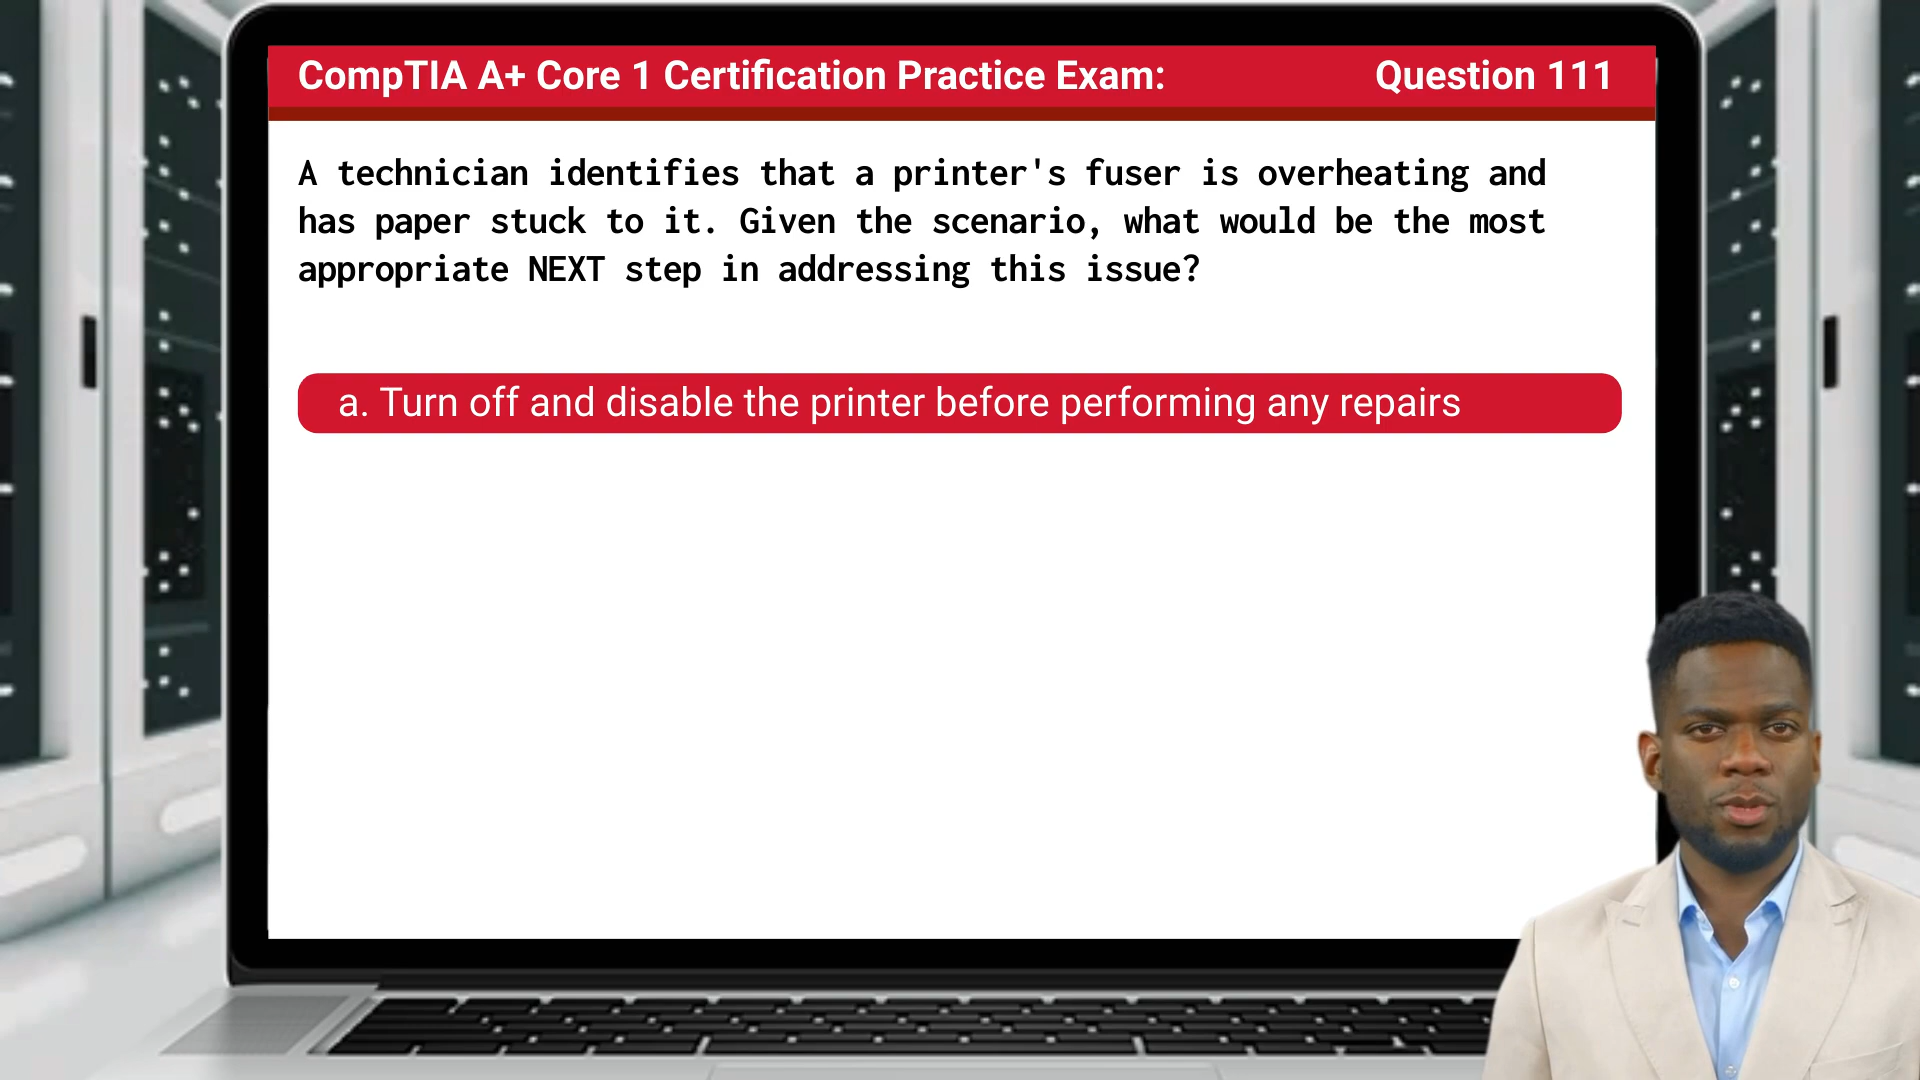 CompTIA A+ Core 1 Certification Practice Exam: Question 111
A technician identifies that a printer's fuser is overheating and
has paper stuck to it. Given the scenario, what would be the most
appropriate NEXT step in addressing this issue?
a. Turn off and disable the printer before performing any repairs